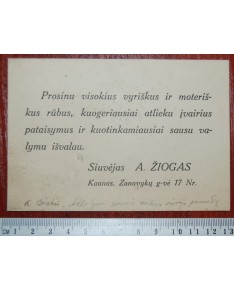 Prosinu visokius vyriškus ir moteriš-
kus rūbus, kuogeriausiai atlieku įvairius
pataisymus ir kuotinkamiausiai sausu va-
lymu išvalau.
Siuvėjas A. ŽIOGAS
Kaunas, Zanavykų g-vė 17 Nr.
1 2 3 4 5 6 7 8 9 10 11 12 13